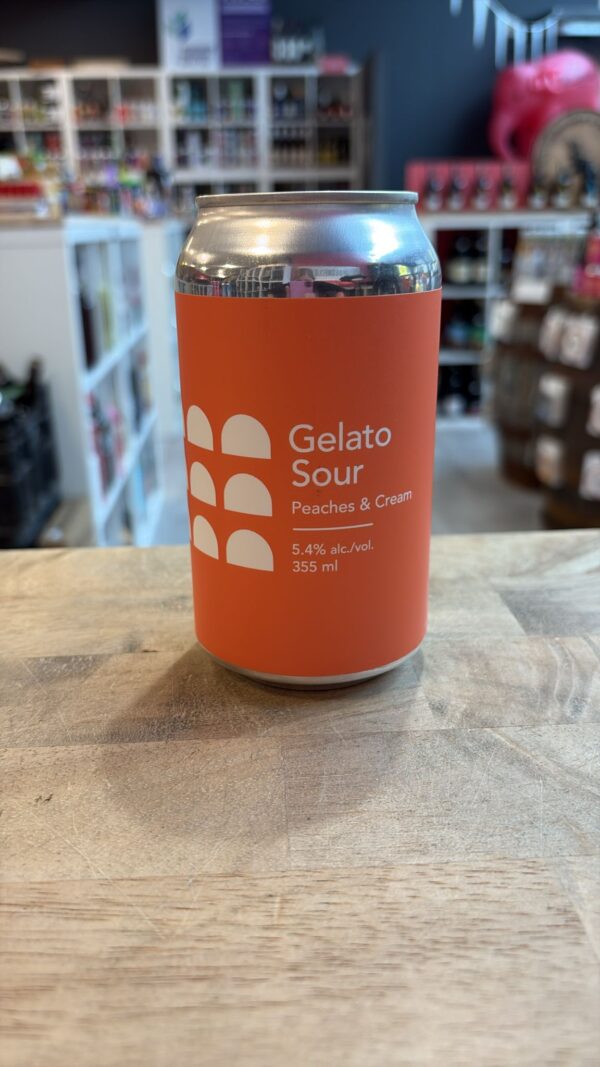 Gelato
Sour
Peaches & Cream
5.4% alc./vol.
355 ml